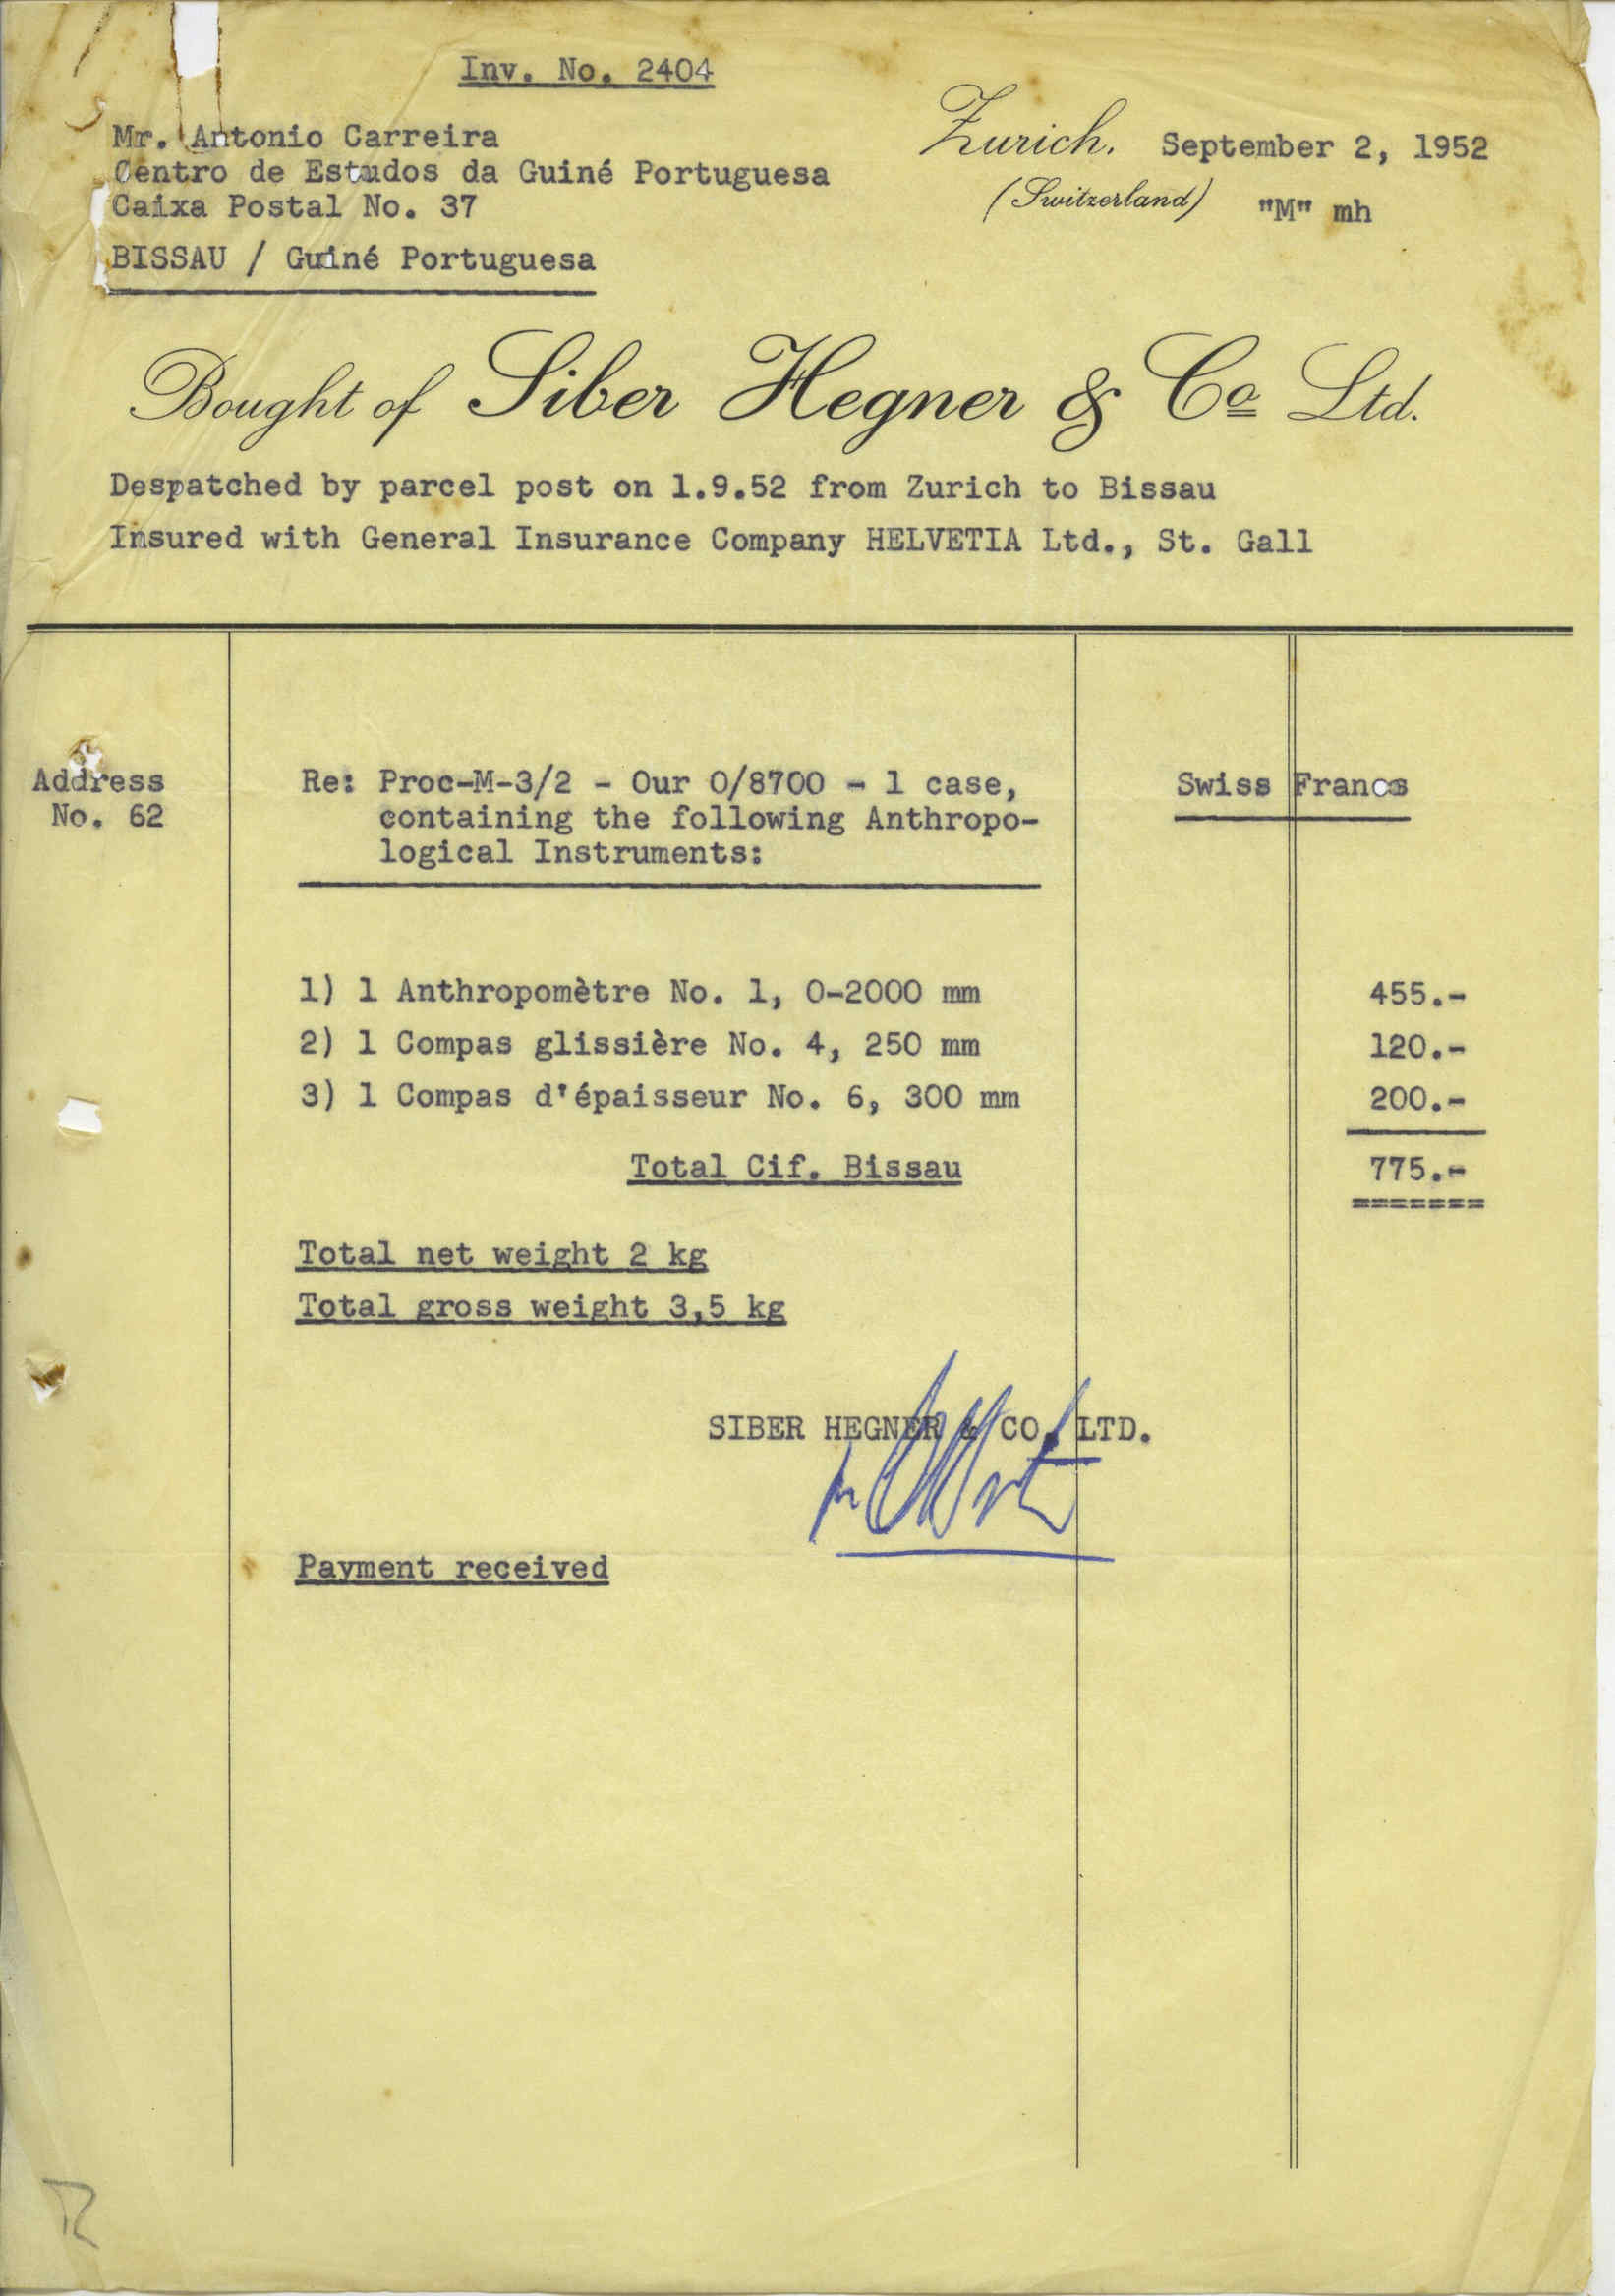 Inv. No. 2404
Mr. Antonio Carreira
Centro de Estudos da Guiné Portuguesa
Caixa Postal No. 37
BISSAU / Guiné Portuguesa
Zurich, September 2, 1952
(Switzerland) "M" mh
Bought of Siber Hegner & Co Ltd.
Despatched by parcel post on 1.9.52 from Zurich to Bissau
Insured with General Insurance Company HELVETIA Ltd., St. Gall
Address
No. 62
Re: Proc-M-3/2 - Our O/8700 - 1 case,
containing the following Anthropo-
logical Instruments:
Swiss Francs
1) 1 Anthropomètre No. 1, 0-2000 mm 455.-
2) 1 Compas glissière No. 4, 250 mm 120.-
3) 1 Compas d'épaisseur No. 6, 300 mm 200.-
Total Cif. Bissau 775.-
=======
Total net weight 2 kg
Total gross weight 3,5 kg
SIBER HEGNER & CO. LTD.
Payment received